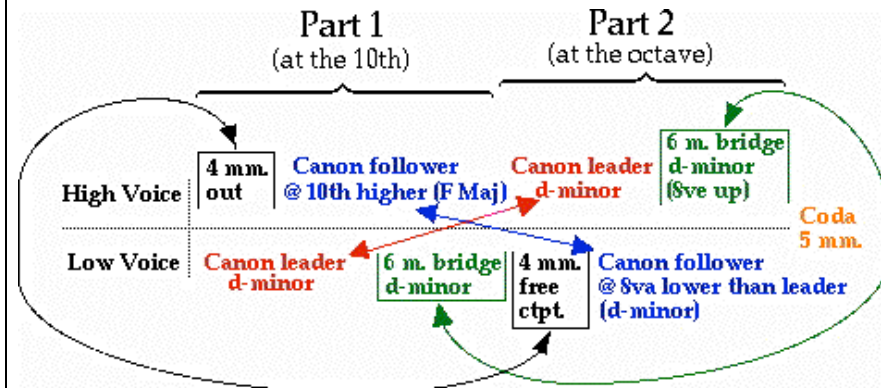 Part 1
(at the 10th)
Part 2
(at the octave)
High Voice
4 mm.
out
Canon follower
@ 10th higher (F Maj)
Canon leader
d-minor
6 m. bridge
d-minor
(8ve up)
Coda
5 mm.
Low Voice
Canon leader
d-minor
6 m. bridge
d-minor
4 mm.
free
ctpt.
Canon follower
@ 8va lower than leader
(d-minor)